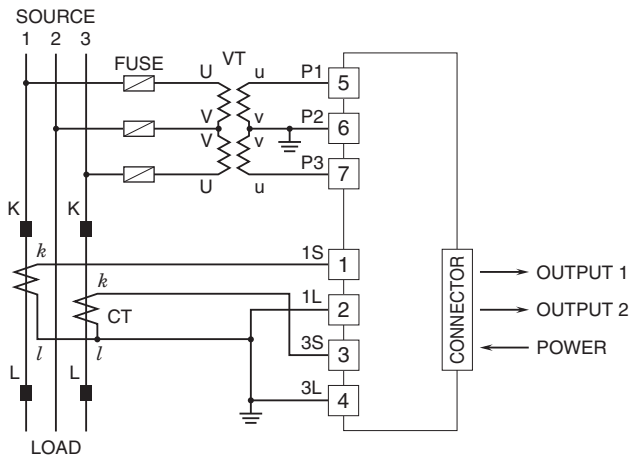 SOURCE
1 2 3
FUSE
VT
U u P1 5
V v P2 6
V v
U u P3 7
K K
k 1S 1
k
1L 2
CT
l l
3S 3
L L
3L 4
LOAD
CONNECTOR
OUTPUT 1
OUTPUT 2
POWER